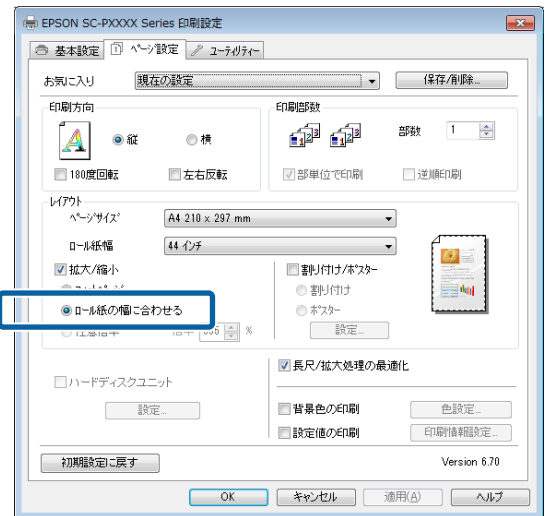 EPSON SC-PXXXX Series 印刷設定
基本設定 ページ設定 ユーティリティー
お気に入り 現在の設定 保存/削除...
印刷方向
縦 横
180度回転 左右反転
印刷部数
部数 1
部単位で印刷 逆順印刷
レイアウト
ページサイズ A4 210 x 297 mm
ロール紙幅 44 インチ
拡大/縮小
ロール紙の幅に合わせる
%
割り付け/ポスター
割り付け
ポスター
設定...
長尺/拡大処理の最適化
ハードディスクユニット
設定...
背景色の印刷 色設定...
設定値の印刷 印刷情報設定...
初期設定に戻す Version 6.70
OK キャンセル 適用(A) ヘルプ